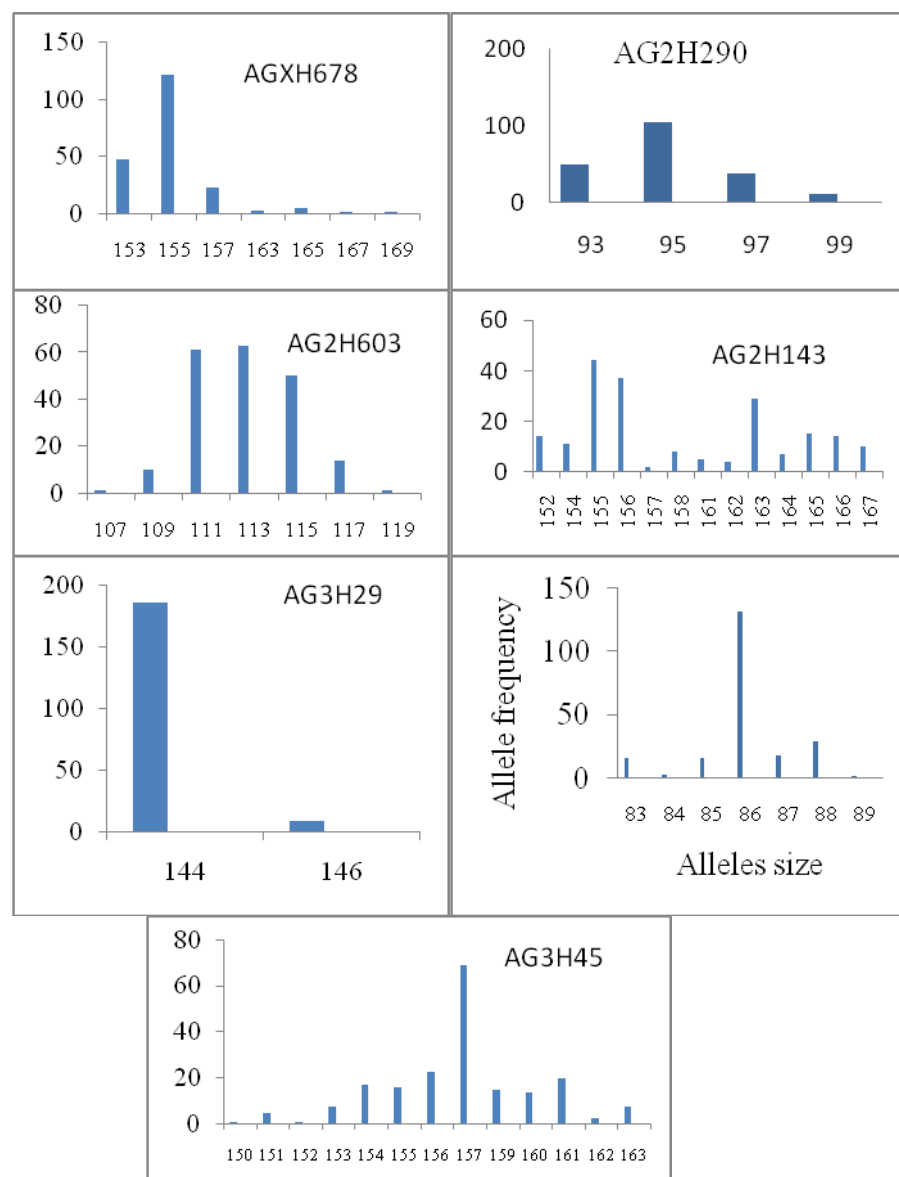 AGXH678
150
100
50
0
153 155 157 163 165 167 169
AG2H290
200
100
0
93 95 97 99
AG2H603
80
60
40
20
0
107 109 111 113 115 117 119
AG2H143
60
40
20
0
152 154 155 156 157 158 161 162 163 164 165 166 167
AG3H29
200
150
100
50
0
144 146
Allele frequency
150
100
50
0
83 84 85 86 87 88 89
Alleles size
AG3H45
80
60
40
20
0
150 151 152 153 154 155 156 157 159 160 161 162 163